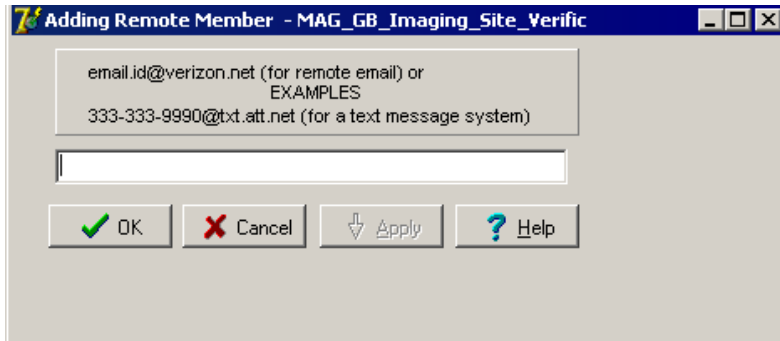 Adding Remote Member - MAG_GB_Imaging_Site_Verific
email.id@verizon.net (for remote email) or
EXAMPLES
333-333-9990@txt.att.net (for a text message system)
OK Cancel Apply Help